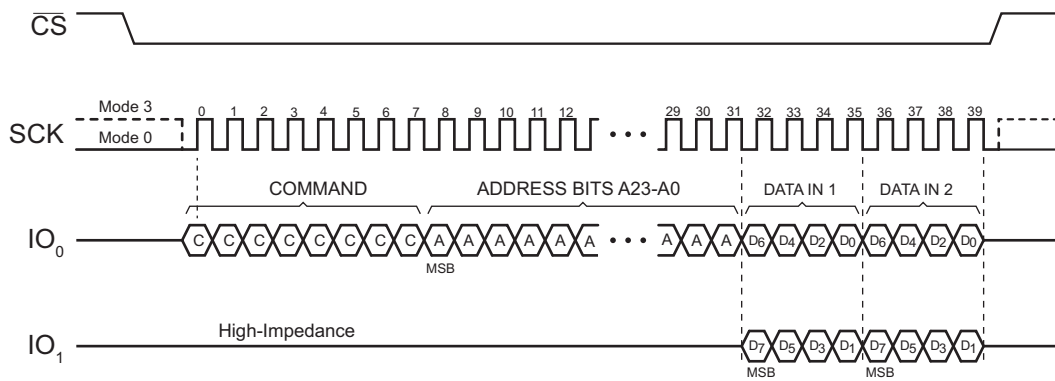 CS
Mode 3
SCK
Mode 0
0 1 2 3 4 5 6 7 8 9 10 11 12 29 30 31 32 33 34 35 36 37 38 39
COMMAND ADDRESS BITS A23-A0 DATA IN 1 DATA IN 2
IO0 C C C C C C C C A A A A A A A A A D6 D4 D2 D0 D6 D4 D2 D0
MSB
High-Impedance
IO1 D7 D5 D3 D1 D7 D5 D3 D1
MSB MSB